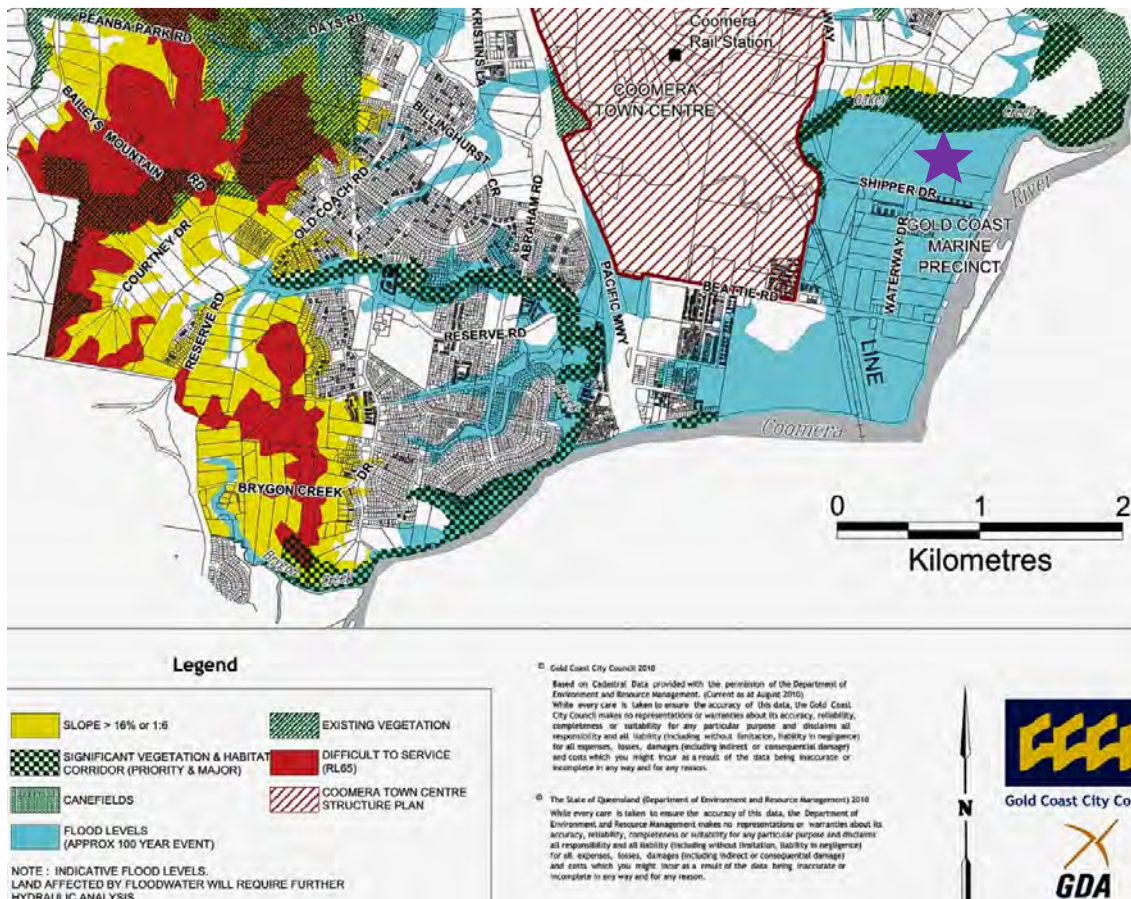 PEANBA PARK RD
DAYS RD
KRISTINS LA
WAY
Coomera
Rail Station
COOMERA
TOWN CENTRE
BAILEYS MOUNTAIN
RD
BILLINGHURST
CR
OLD COACH RD
ABRAHAM RD
COURTNEY DR
Oakey
Creek
SHIPPER DR
River
GOLD COAST
MARINE
PRECINCT
WATERWAY DR
RESERVE RD
RESERVE RD
PACIFIC MWY
BEATTIE RD
LINE
Coomera
BRYGON CREEK
DR
Creek
0 1 2
Kilometres
Legend
SLOPE > 16% or 1:6
SIGNIFICANT VEGETATION & HABITAT
CORRIDOR (PRIORITY & MAJOR)
CANEFIELDS
FLOOD LEVELS
(APPROX 100 YEAR EVENT)
EXISTING VEGETATION
DIFFICULT TO SERVICE
(RL65)
COOMERA TOWN CENTRE
STRUCTURE PLAN
NOTE : INDICATIVE FLOOD LEVELS.
LAND AFFECTED BY FLOODWATER WILL REQUIRE FURTHER
HYDRAULIC ANALYSIS
© Gold Coast City Council 2010
Based on Cadastral Data provided with the permission of the Department of
Environment and Resource Management. (Current as at August 2010)
While every care is taken to ensure the accuracy of this data, the Gold Coast
City Council makes no representations or warranties about its accuracy, reliability,
completeness or suitability for any particular purpose and disclaims all
responsibility and all liability (including without limitation, liability in negligence)
for all expenses, losses, damages (including indirect or consequential damage)
and costs which you might incur as a result of the data being inaccurate or
incomplete in any way and for any reason.
© The State of Queensland (Department of Environment and Resource Management) 2010
While every care is taken to ensure the accuracy of this data, the Department of
Environment and Resource Management makes no representations or warranties about its
accuracy, reliability, completeness or suitability for any particular purpose and disclaims
all responsibility and all liability (including without limitation, liability in negligence)
for all expenses, losses, damages (including indirect or consequential damages)
and costs which you might incur as a result of the data being inaccurate or
incomplete in any way and for any reason.
N
Gold Coast City Co
GDA